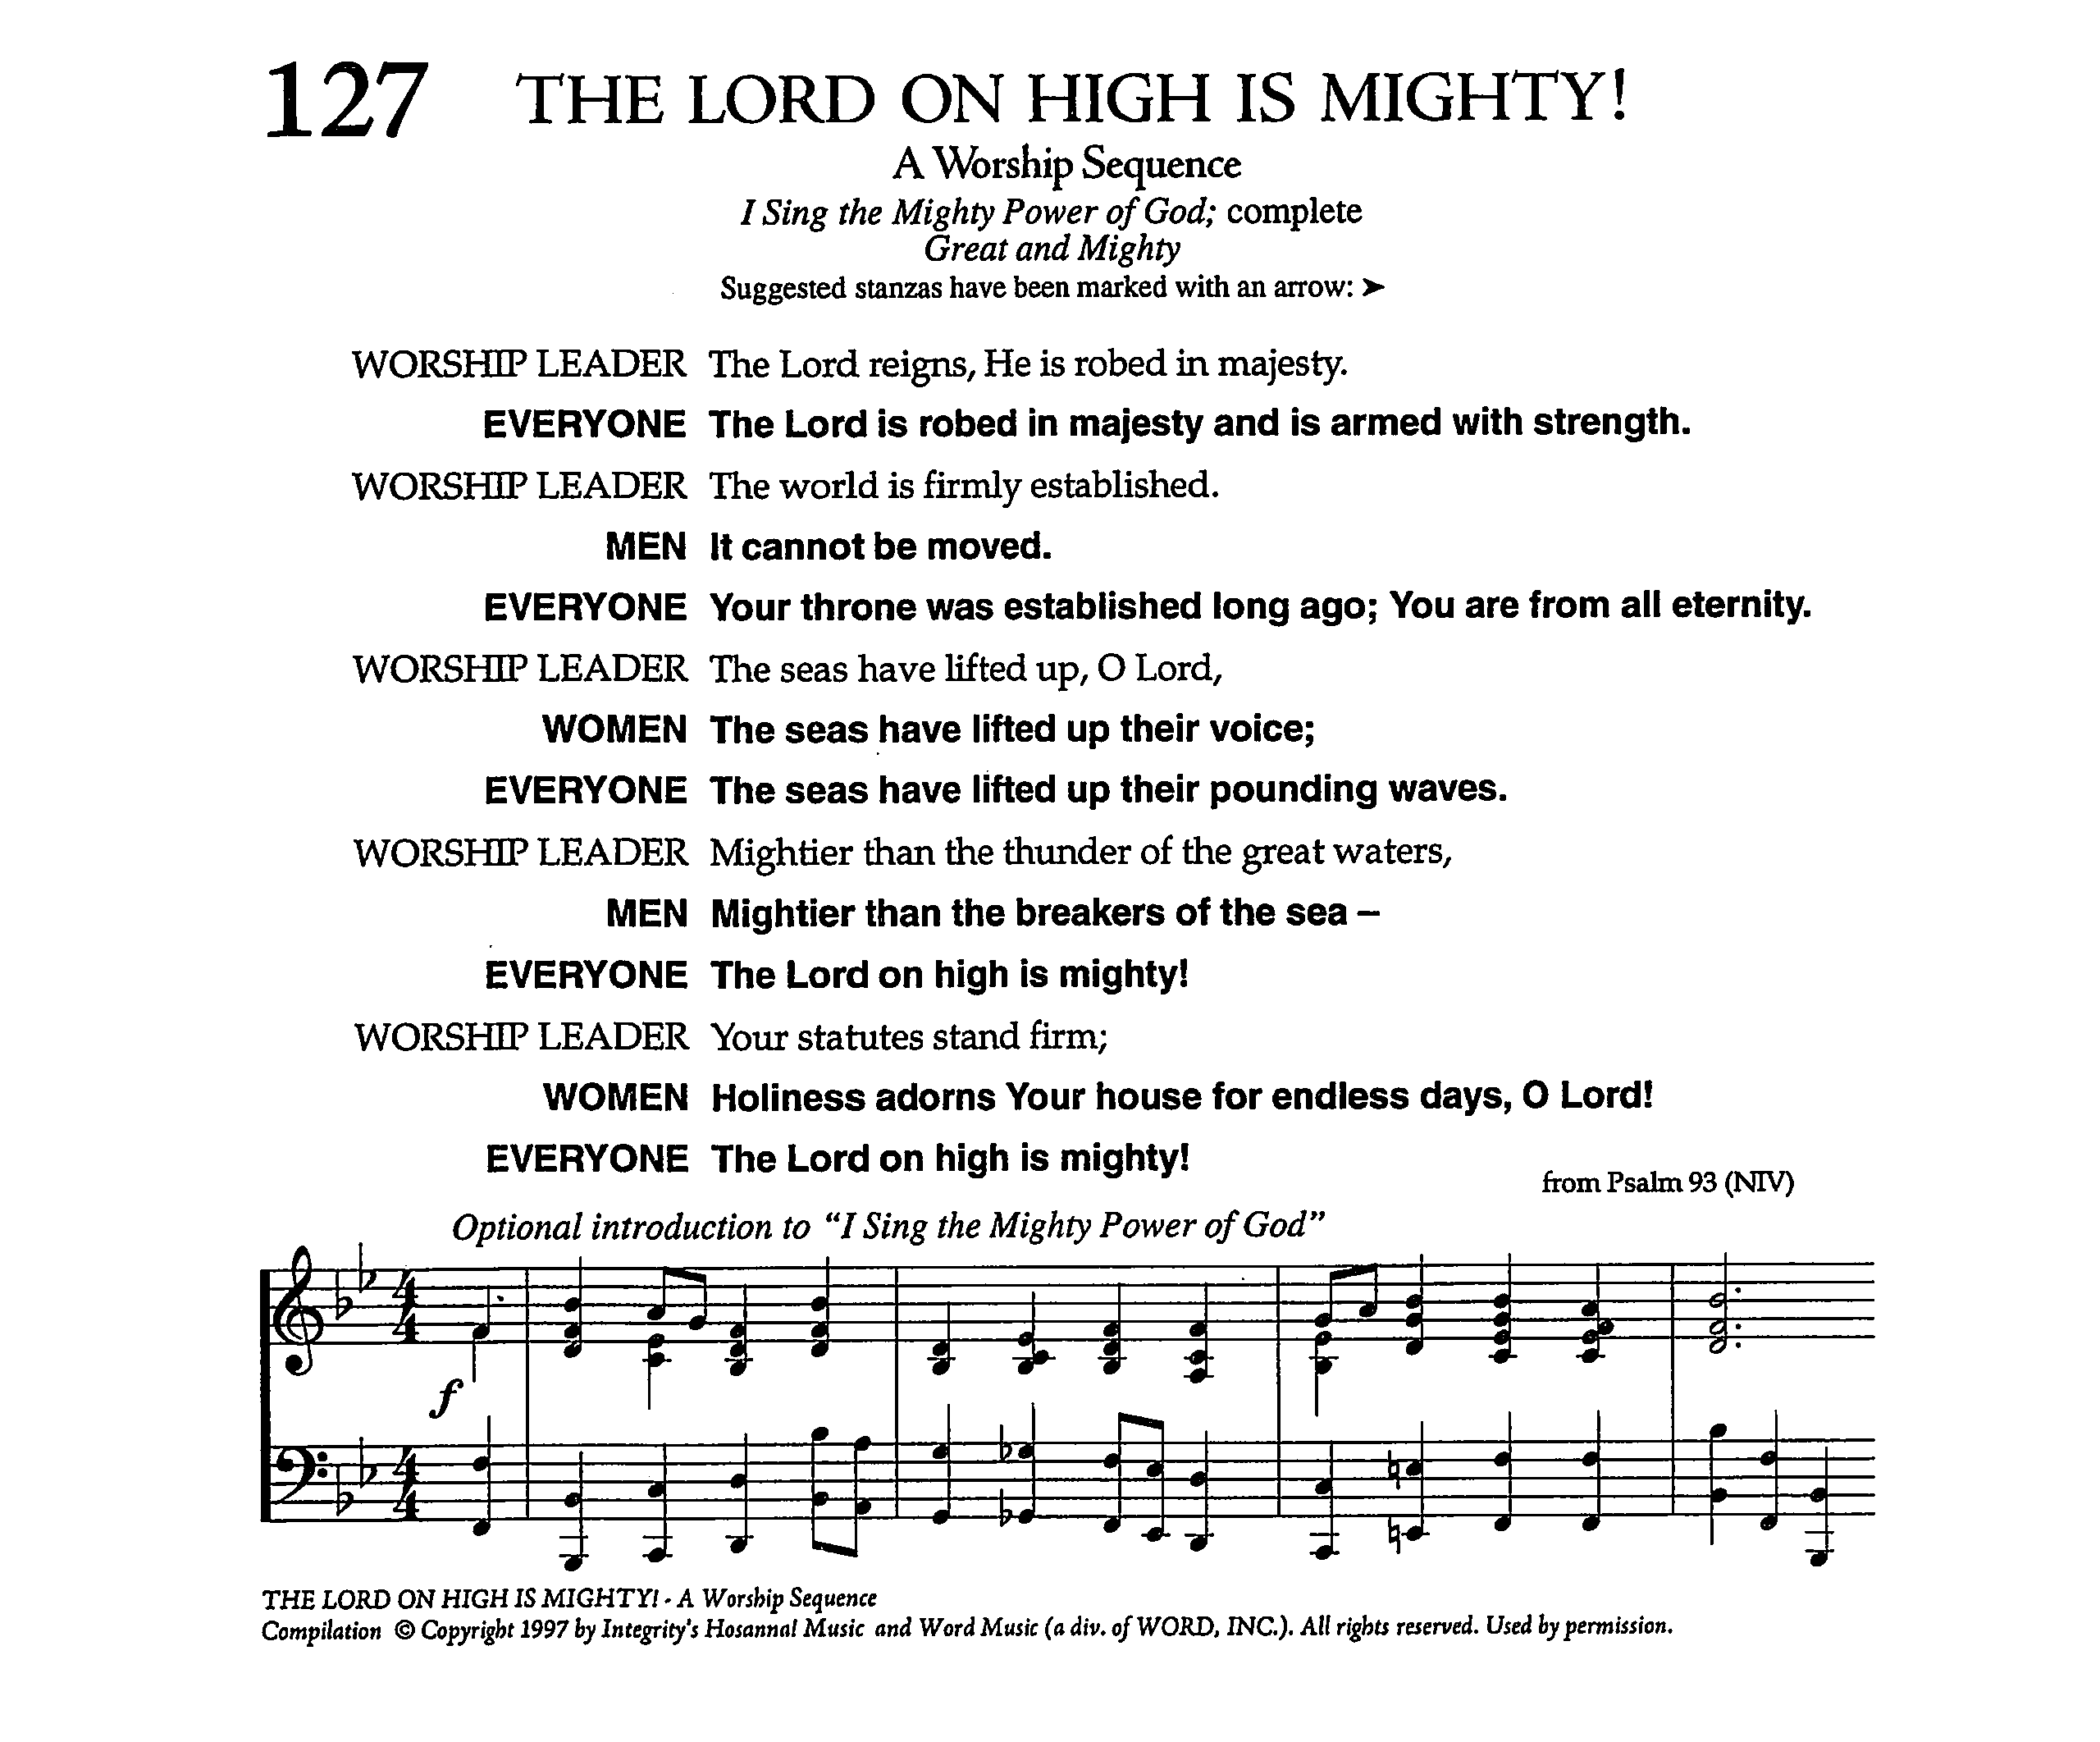 127 THE LORD ON HIGH IS MIGHTY!
A Worship Sequence
I Sing the Mighty Power of God; complete
Great and Mighty
Suggested stanzas have been marked with an arrow: ➤
WORSHIP LEADER The Lord reigns, He is robed in majesty.
EVERYONE The Lord is robed in majesty and is armed with strength.
WORSHIP LEADER The world is firmly established.
MEN It cannot be moved.
EVERYONE Your throne was established long ago; You are from all eternity.
WORSHIP LEADER The seas have lifted up, O Lord,
WOMEN The seas have lifted up their voice;
EVERYONE The seas have lifted up their pounding waves.
WORSHIP LEADER Mightier than the thunder of the great waters,
MEN Mightier than the breakers of the sea –
EVERYONE The Lord on high is mighty!
WORSHIP LEADER Your statutes stand firm;
WOMEN Holiness adorns Your house for endless days, O Lord!
EVERYONE The Lord on high is mighty!
from Psalm 93 (NIV)
Optional introduction to "I Sing the Mighty Power of God"
4 4
f
4 4
THE LORD ON HIGH IS MIGHTY! - A Worship Sequence
Compilation © Copyright 1997 by Integrity's Hosanna! Music and Word Music (a div. of WORD, INC.). All rights reserved. Used by permission.